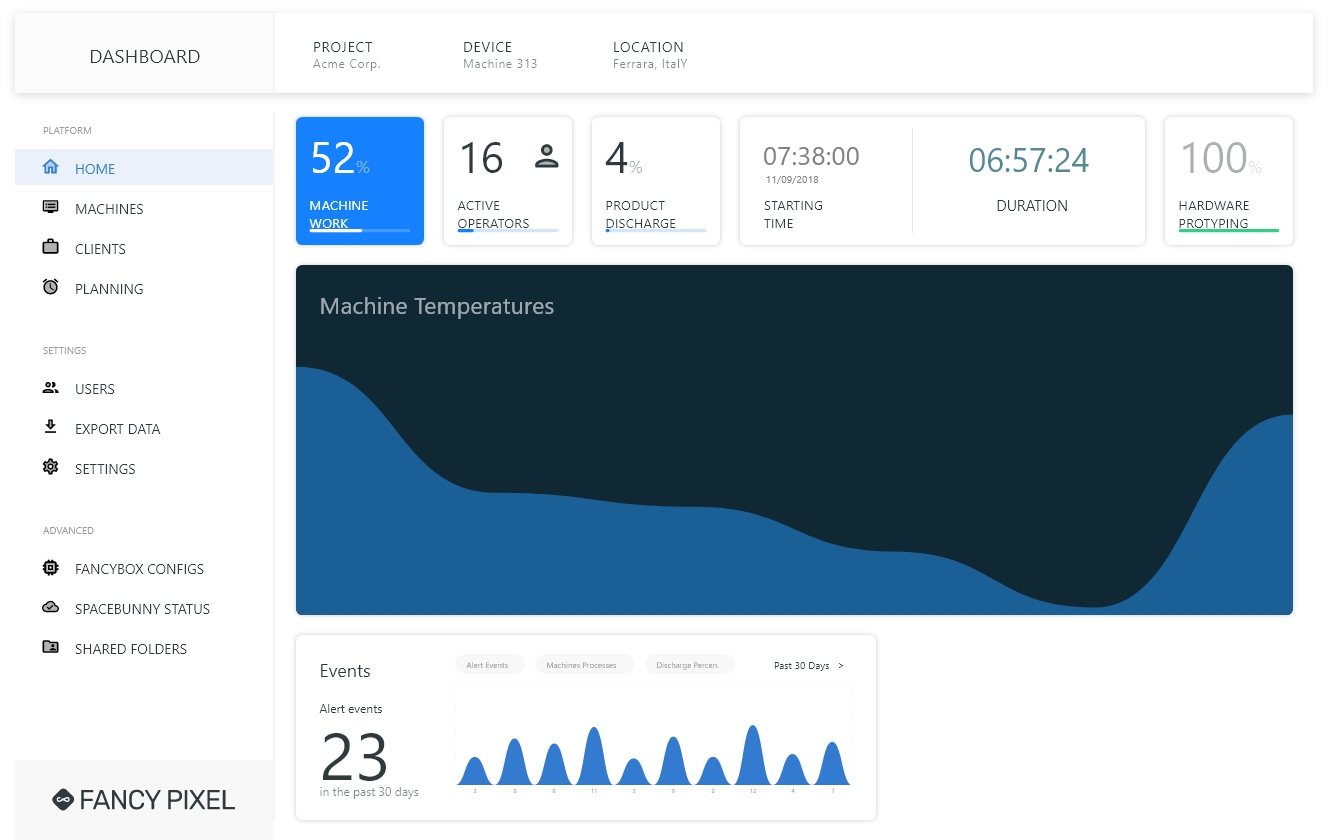 DASHBOARD
PROJECT
Acme Corp.
DEVICE
Machine 313
LOCATION
Ferrara, ItalY
PLATFORM
HOME
MACHINES
CLIENTS
PLANNING
SETTINGS
USERS
EXPORT DATA
SETTINGS
ADVANCED
FANCYBOX CONFIGS
SPACEBUNNY STATUS
SHARED FOLDERS
FANCY PIXEL
52%
MACHINE
WORK
16
ACTIVE
OPERATORS
4%
PRODUCT
DISCHARGE
07:38:00
11/09/2018
STARTING
TIME
06:57:24
DURATION
100%
HARDWARE
PROTYPING
Machine Temperatures
Events
Alert events
23
in the past 30 days
Alert Events Machines Processes Discharge Percen. Past 30 Days >
3 8 6 11 3 9 2 12 4 7